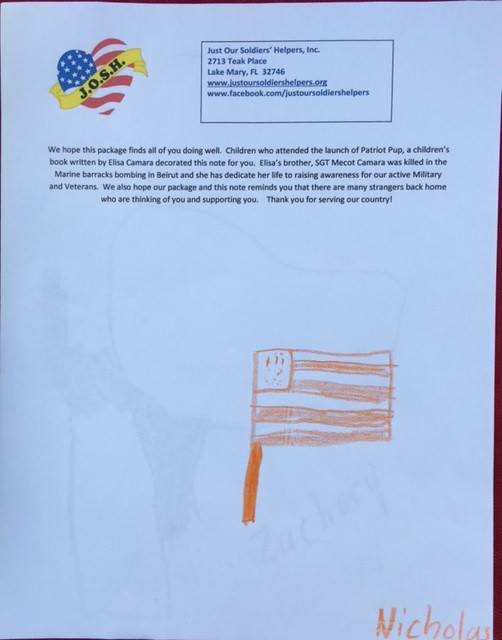 J.O.S.H.
Just Our Soldiers' Helpers, Inc.
2713 Teak Place
Lake Mary, FL 32746
www.justoursoldiershelpers.org
www.facebook.com/justoursoldiershelpers
We hope this package finds all of you doing well. Children who attended the launch of Patriot Pup, a children's
book written by Elisa Camara decorated this note for you. Elisa's brother, SGT Mecot Camara was killed in the
Marine barracks bombing in Beirut and she has dedicate her life to raising awareness for our active Military
and Veterans. We also hope our package and this note reminds you that there are many strangers back home
who are thinking of you and supporting you. Thank you for serving our country!
Zachary
Nicholas